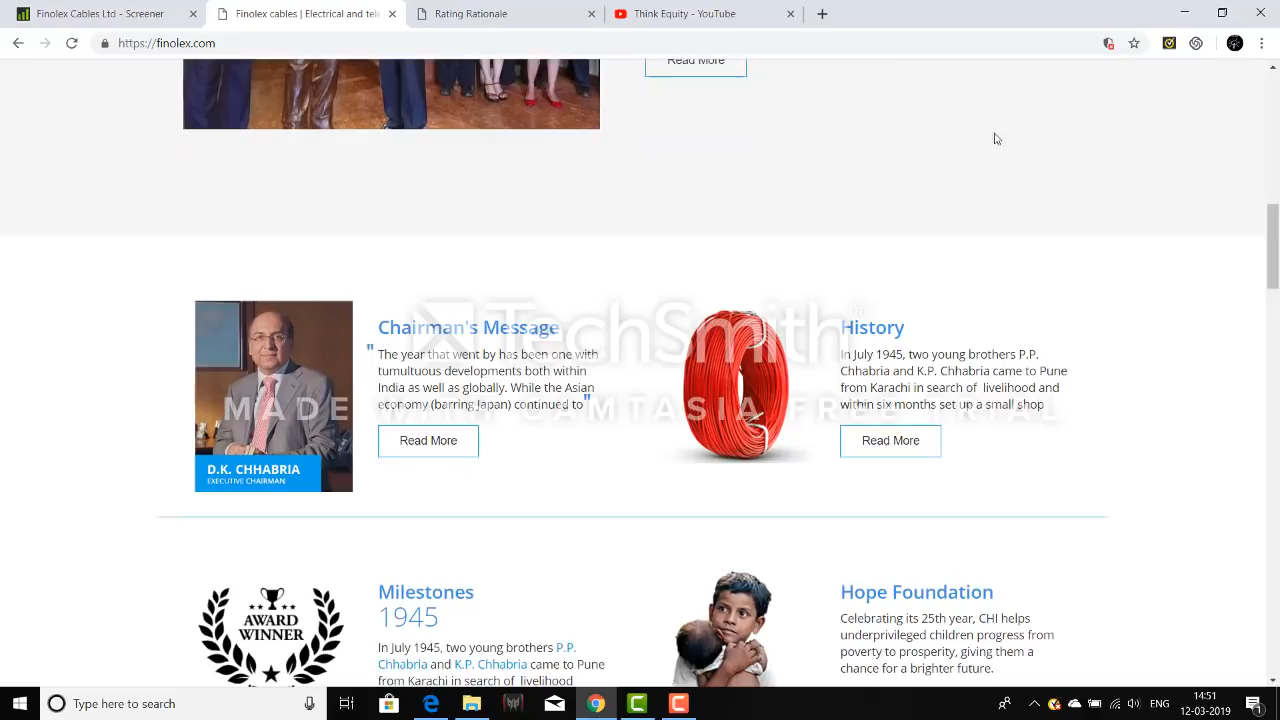 Finolex Cables Ltd - Screener
Finolex cables | Electrical and tele
Rating Rationale
Think Equity - YouTube
https://finolex.com
Read More
Chairman's Message
" The year that went by has been one with
tumultuous developments both within
India as well as globally. While the Asian
economy (barring Japan) continued to "
Read More
D.K. CHHABRIA
EXECUTIVE CHAIRMAN
History
In July 1945, two young brothers P.P.
Chhabria and K.P. Chhabria came to Pune
from Karachi in search of livelihood and
within six months set up a small shop
Read More
TechSmith
MADE WITH CAMTASIA FREE TRIAL
AWARD
WINNER
Milestones
1945
In July 1945, two young brothers P.P.
Chhabria and K.P. Chhabria came to Pune
from Karachi in search of livelihood
Hope Foundation
Celebrating its 25th year, CHI helps
underprivileged children progress from
poverty to prosperity, giving them a
chance for a brighter future.
Type here to search
ENG
14:51
12-03-2019